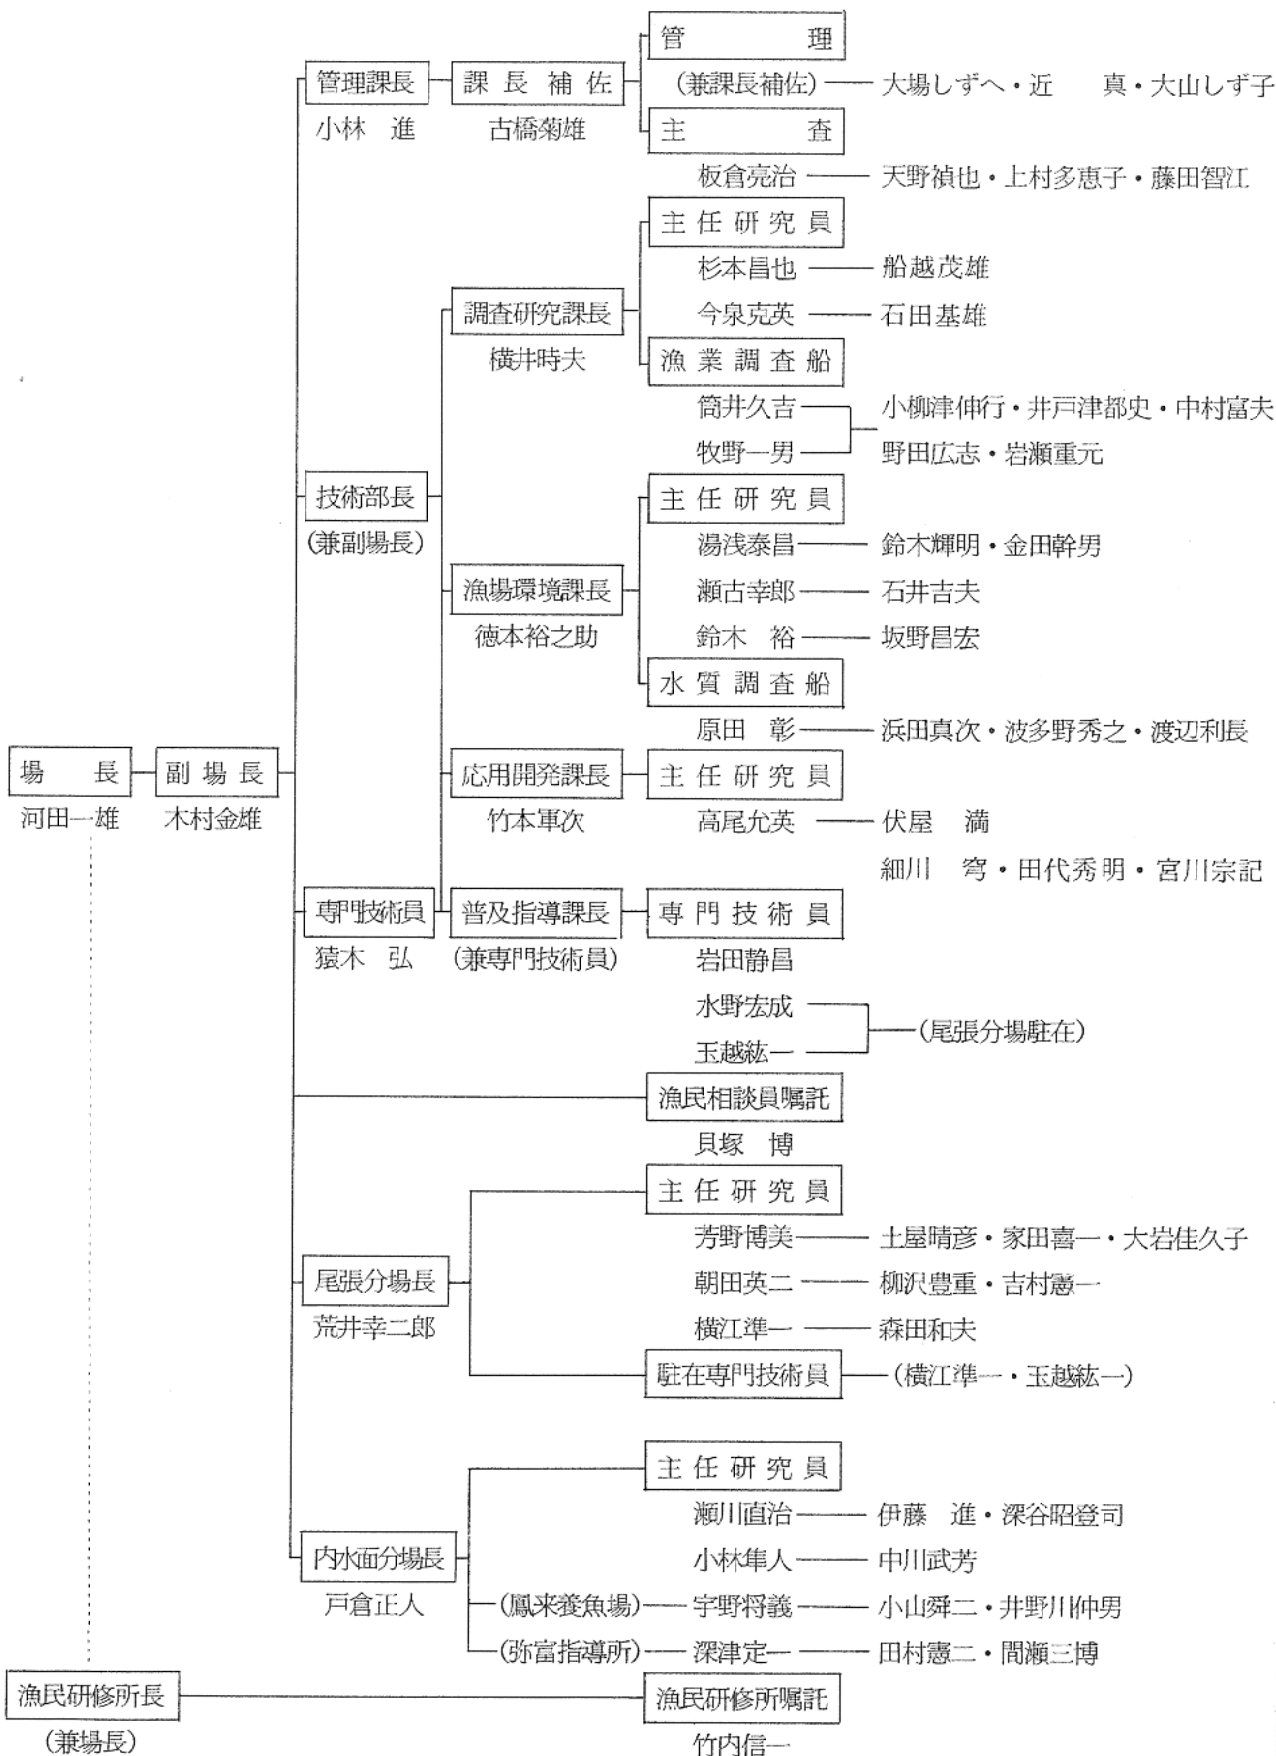 管理
管理課長 課長補佐 (兼課長補佐) 大場しずへ・近 真・大山しず子
小林 進 古橋菊雄 主査
板倉亮治 天野禎也・上村多恵子・藤田智江
主任研究員
杉本昌也 船越茂雄
調査研究課長 今泉克英 石田基雄
横井時夫 漁業調査船
筒井久吉 小柳津伸行・井戸津都史・中村富夫
牧野一男 野田広志・岩瀬重元
技術部長 主任研究員
(兼副場長) 湯浅泰昌 鈴木輝明・金田幹男
漁場環境課長 瀬古幸郎 石井吉夫
徳本裕之助 鈴木 裕 坂野昌宏
水質調査船
原田 彰 浜田真次・波多野秀之・渡辺利長
場長 副場長 応用開発課長 主任研究員
河田一雄 木村金雄 竹本軍次 高尾允英 伏屋 満
細川 穹・田代秀明・宮川宗記
専門技術員 普及指導課長 専門技術員
猿木 弘 (兼専門技術員) 岩田静昌
水野宏成
(尾張分場駐在)
玉越紘一
漁民相談員嘱託
貝塚 博
主任研究員
芳野博美 土屋晴彦・家田喜一・大岩佳久子
尾張分場長 朝田英二 柳沢豊重・吉村憲一
荒井幸二郎 横江準一 森田和夫
駐在専門技術員 (横江準一・玉越紘一)
主任研究員
瀬川直治 伊藤 進・深谷昭登司
内水面分場長 小林隼人 中川武芳
戸倉正人 (鳳来養魚場) 宇野将義 小山舜二・井野川仲男
(弥富指導所) 深津定一 田村憲二・間瀬三博
漁民研修所長 漁民研修所嘱託
(兼場長) 竹内信一